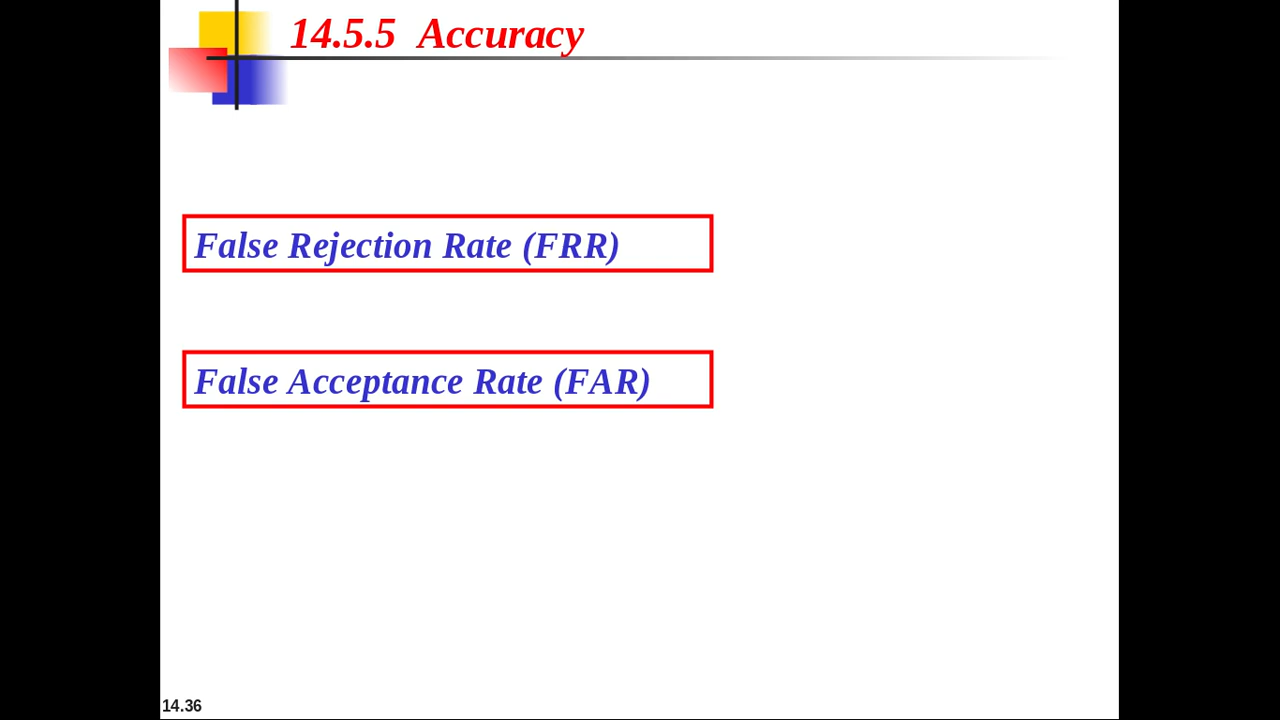 14.5.5 Accuracy
False Rejection Rate (FRR)
False Acceptance Rate (FAR)
14.36